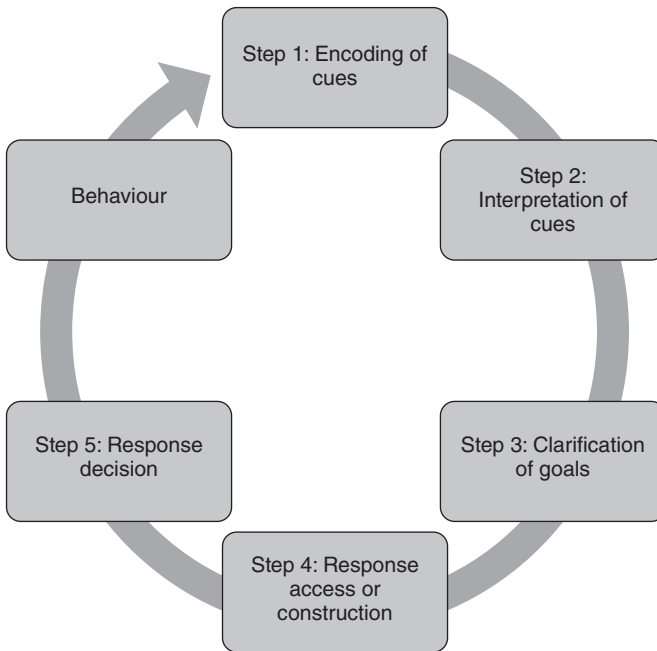 Step 1: Encoding of
cues
Step 2:
Interpretation of
cues
Step 3: Clarification
of goals
Step 4: Response
access or
construction
Step 5: Response
decision
Behaviour